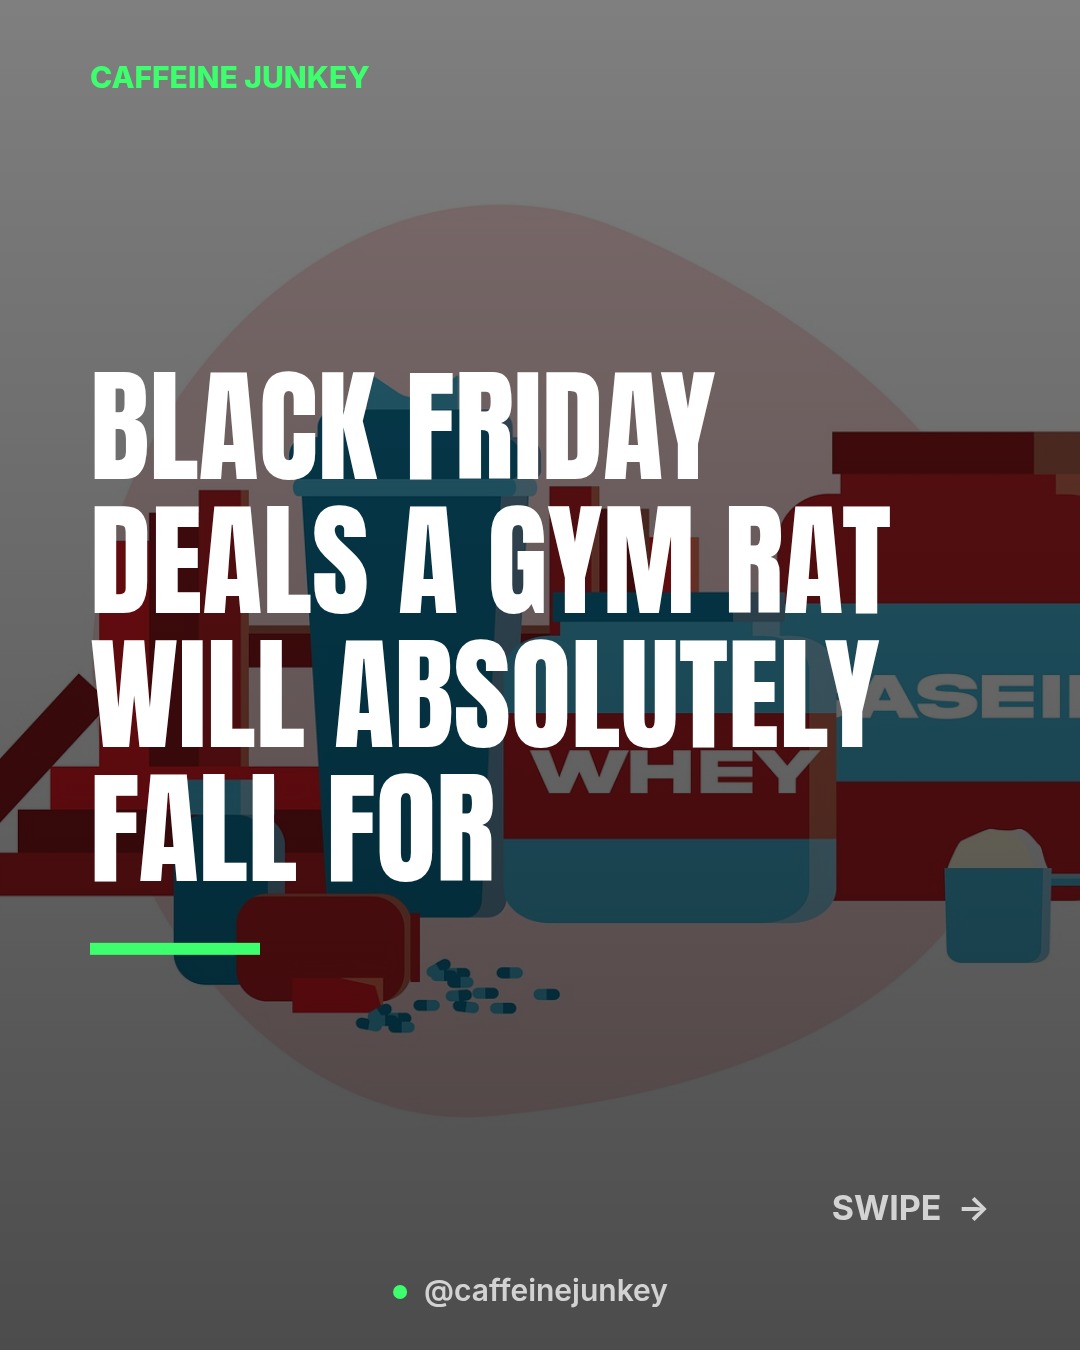 CAFFEINE JUNKEY
BLACK FRIDAY
DEALS A GYM RAT
WILL ABSOLUTELY
FALL FOR
WHEY
SWIPE →
@caffeinejunkey